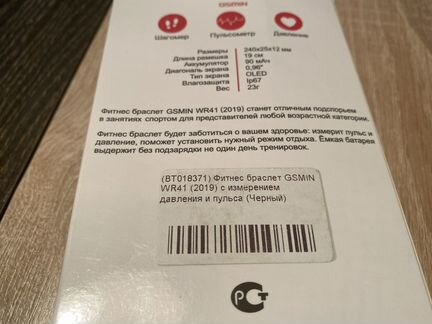 GSMIN
Шагомер Пульсометр Давление
Размеры 240x25x12 мм
Длина ремешка 19 см
Аккумулятор 90 мАч
Диагональ экрана 0,96"
Тип экрана OLED
Влагозащита Ip67
Вес 23г
Фитнес браслет GSMIN WR41 (2019) станет отличным подспорьем
в занятиях спортом для представителей любой возрастной категории.
Фитнес браслет будет заботиться о вашем здоровье: измерит пульс и
давление, поможет установить нужный режим отдыха. Ёмкая батарея
выдержит без подзарядки не один день тренировок.
(BT018371) Фитнес браслет GSMIN
WR41 (2019) с измерением
давления и пульса (Черный)
РСТ